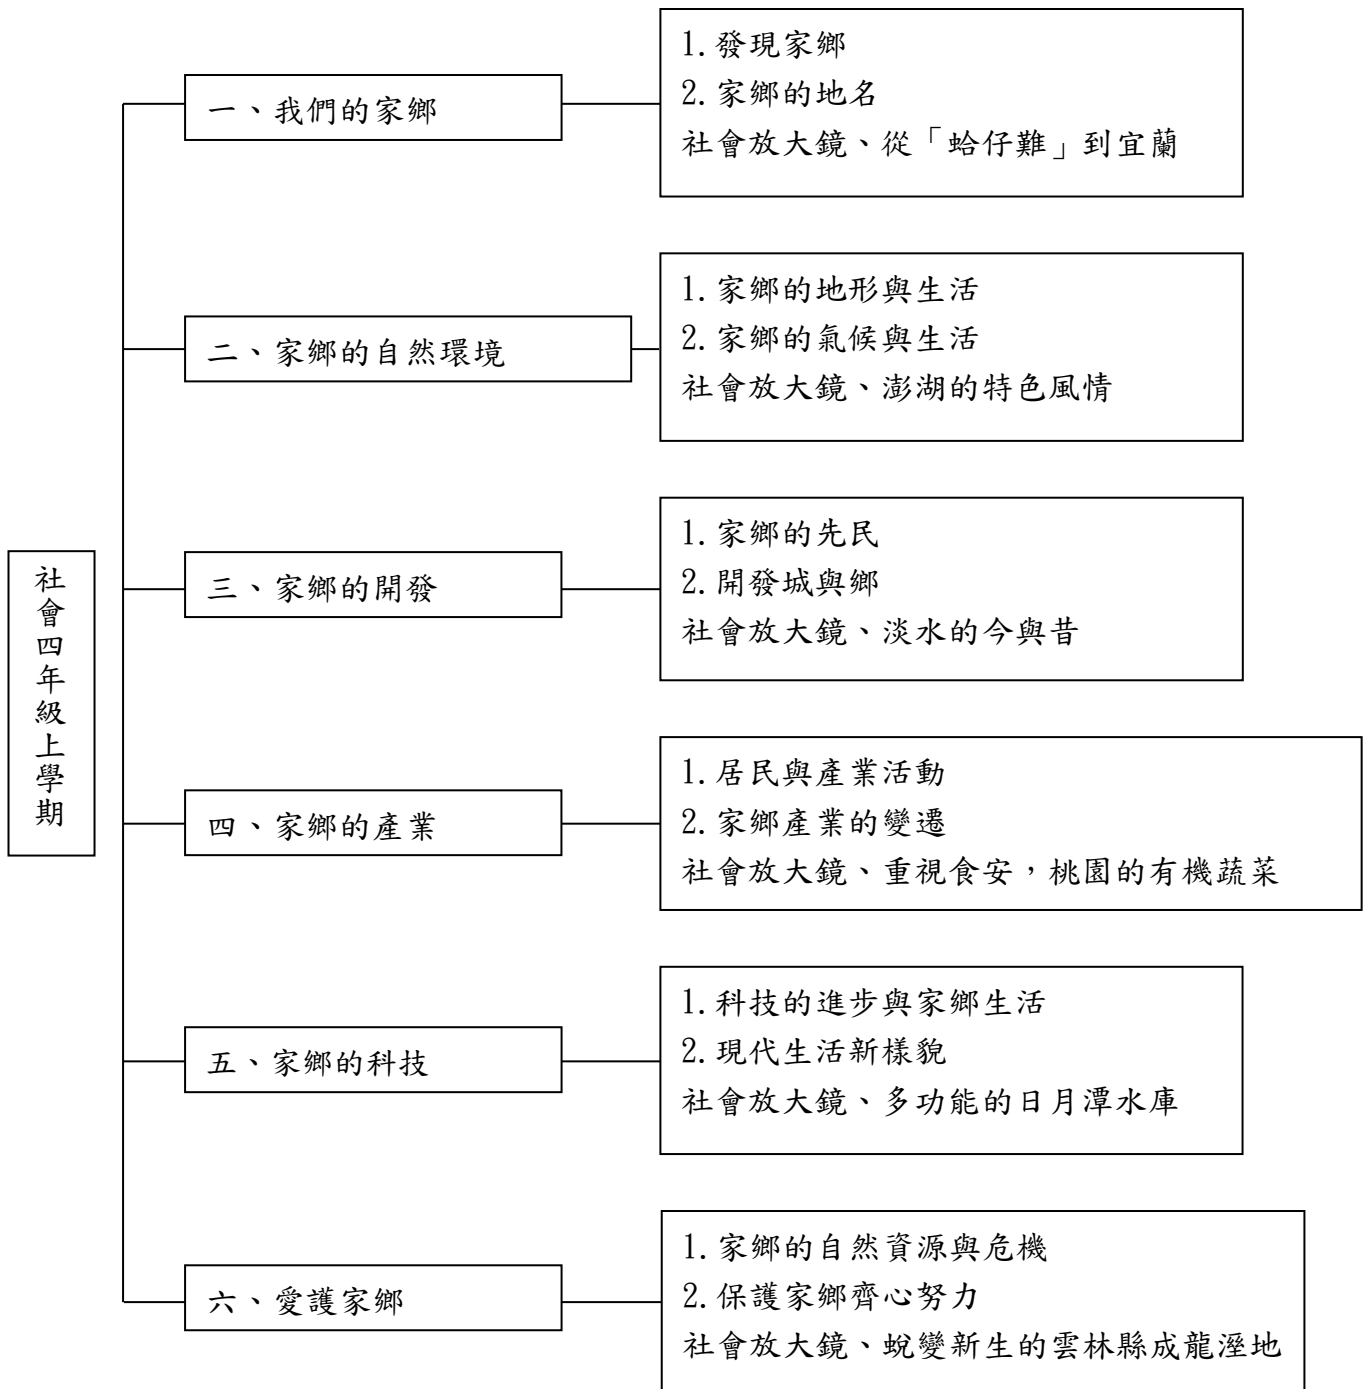 社會四年級上學期
一、我們的家鄉
1.發現家鄉
2.家鄉的地名
社會放大鏡、從「蛤仔難」到宜蘭
二、家鄉的自然環境
1.家鄉的地形與生活
2.家鄉的氣候與生活
社會放大鏡、澎湖的特色風情
三、家鄉的開發
1.家鄉的先民
2.開發城與鄉
社會放大鏡、淡水的今與昔
四、家鄉的產業
1.居民與產業活動
2.家鄉產業的變遷
社會放大鏡、重視食安，桃園的有機蔬菜
五、家鄉的科技
1.科技的進步與家鄉生活
2.現代生活新樣貌
社會放大鏡、多功能的日月潭水庫
六、愛護家鄉
1.家鄉的自然資源與危機
2.保護家鄉齊心努力
社會放大鏡、蛻變新生的雲林縣成龍溼地